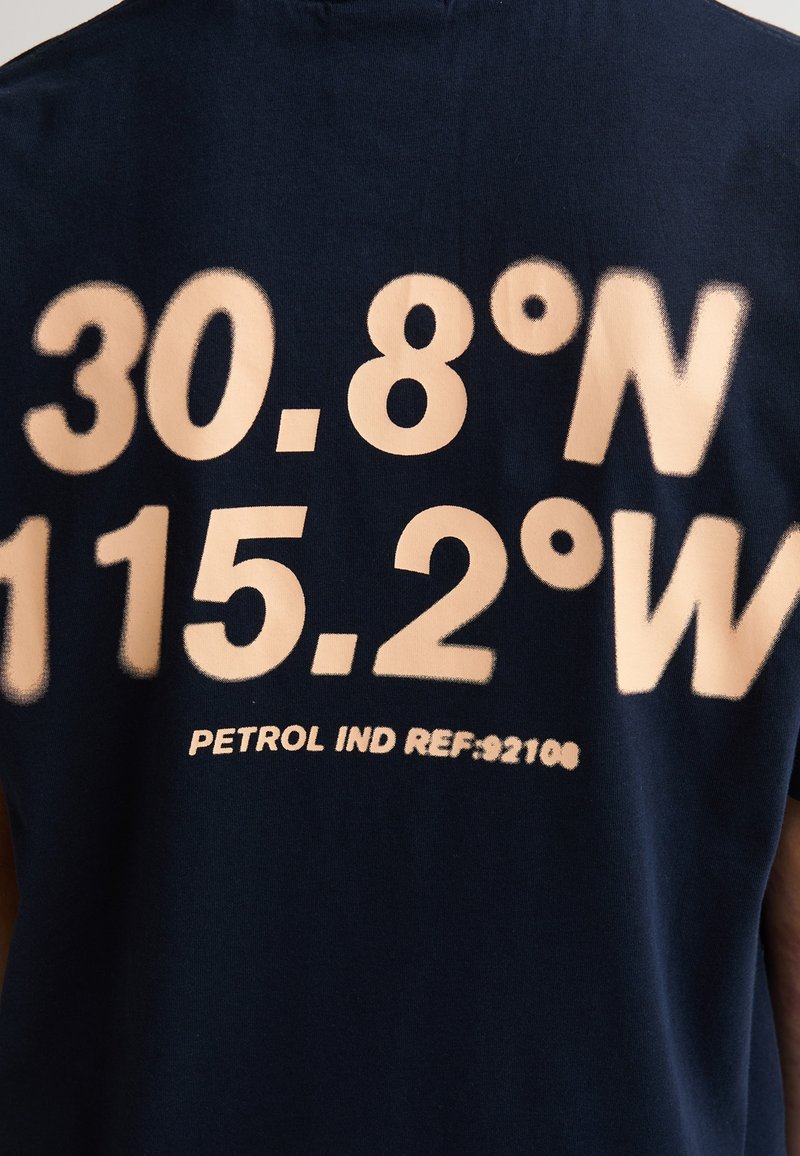 30.8°N
115.2°W
PETROL IND REF:92108